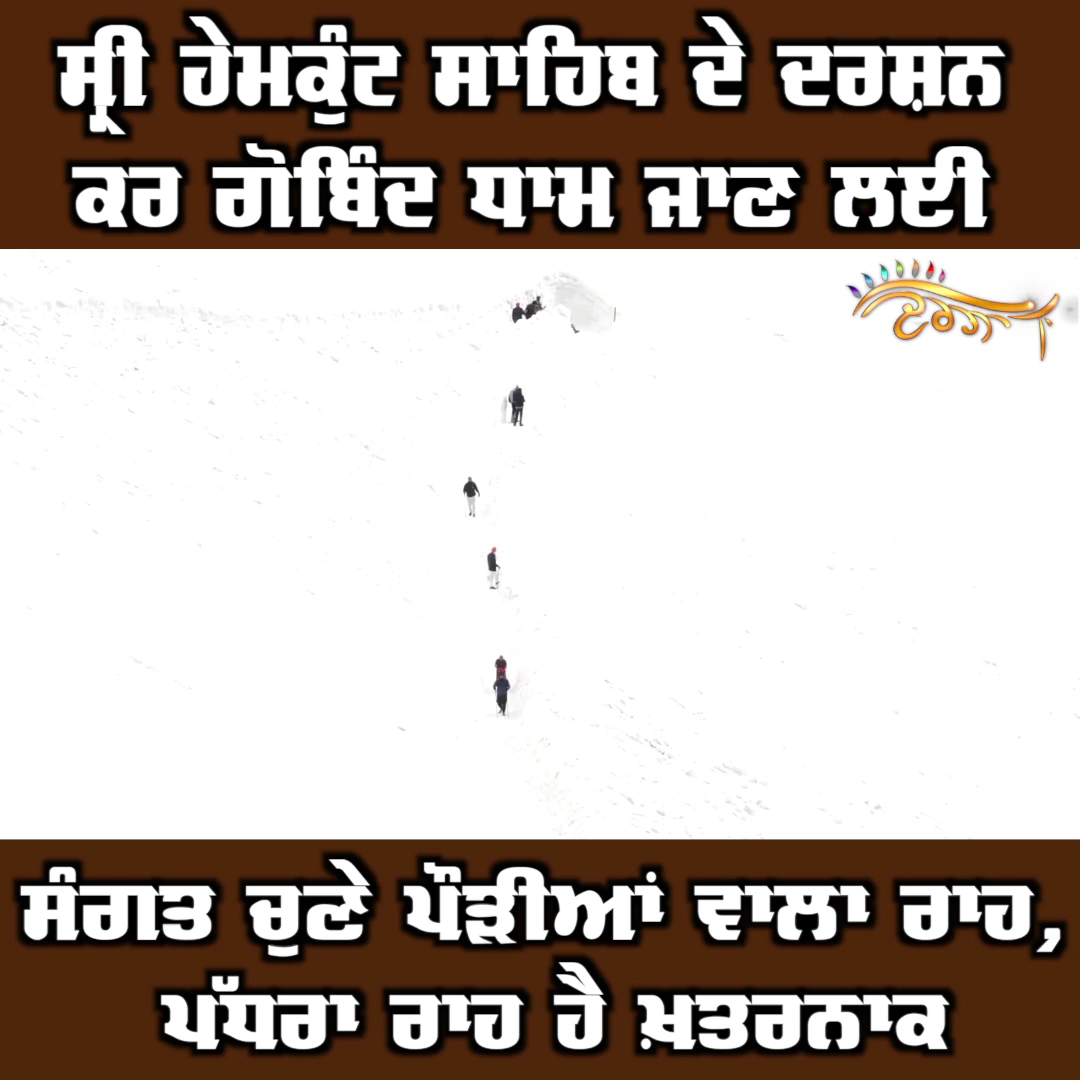 ਸ੍ਰੀ ਹੇਮਕੁੰਟ ਸਾਹਿਬ ਦੇ ਦਰਸ਼ਨ
ਕਰ ਗੋਬਿੰਦ ਧਾਮ ਜਾਣ ਲਈ
ਸੰਗਤ ਚੁਣੇ ਪੌੜੀਆਂ ਵਾਲਾ ਰਾਹ,
ਪੱਧਰਾ ਰਾਹ ਹੈ ਖ਼ਤਰਨਾਕ